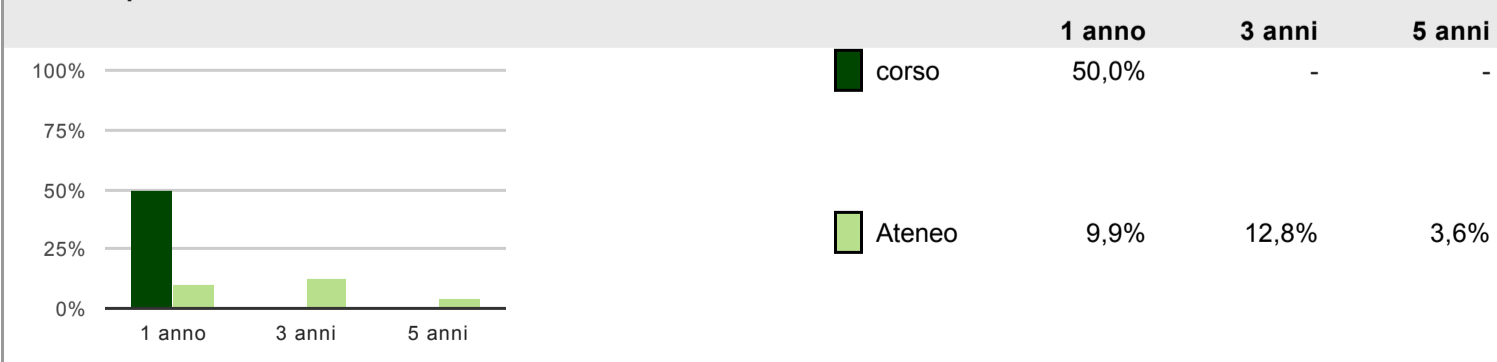 1 anno 3 anni 5 anni
100%
75%
50%
25%
0%
1 anno 3 anni 5 anni
corso 50,0% - -
Ateneo 9,9% 12,8% 3,6%